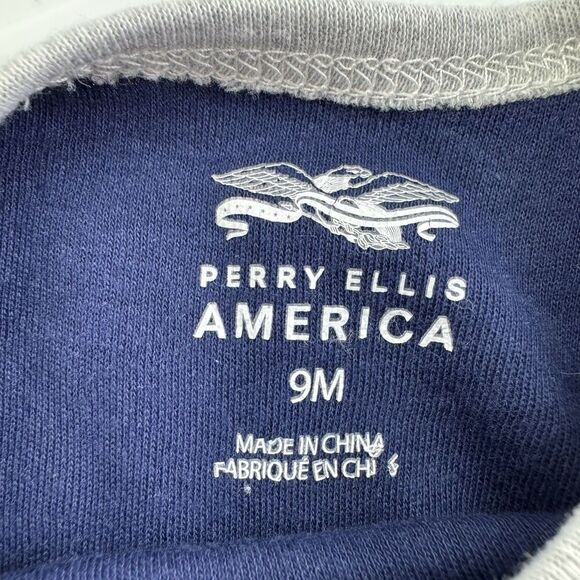 PERRY ELLIS
AMERICA
9M
MADE IN CHINA
FABRIQUÉ EN